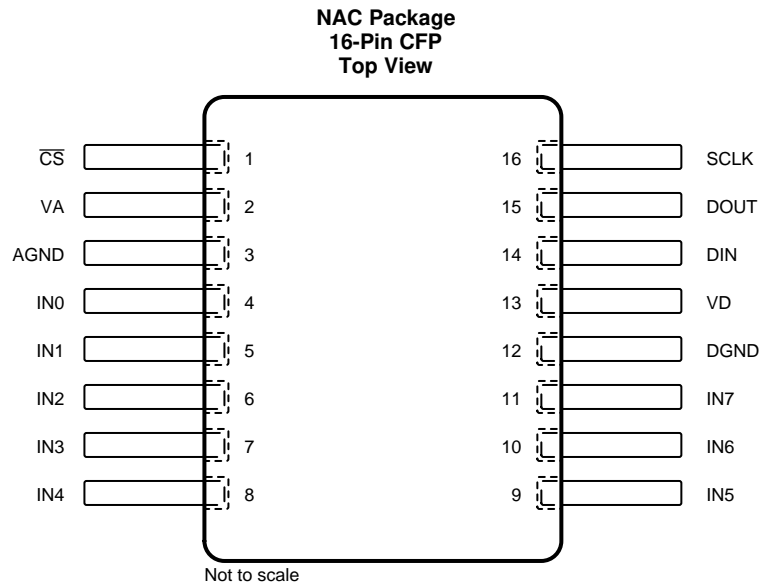 NAC Package
16-Pin CFP
Top View
C̅S̅ 1 16 SCLK
VA 2 15 DOUT
AGND 3 14 DIN
IN0 4 13 VD
IN1 5 12 DGND
IN2 6 11 IN7
IN3 7 10 IN6
IN4 8 9 IN5
Not to scale